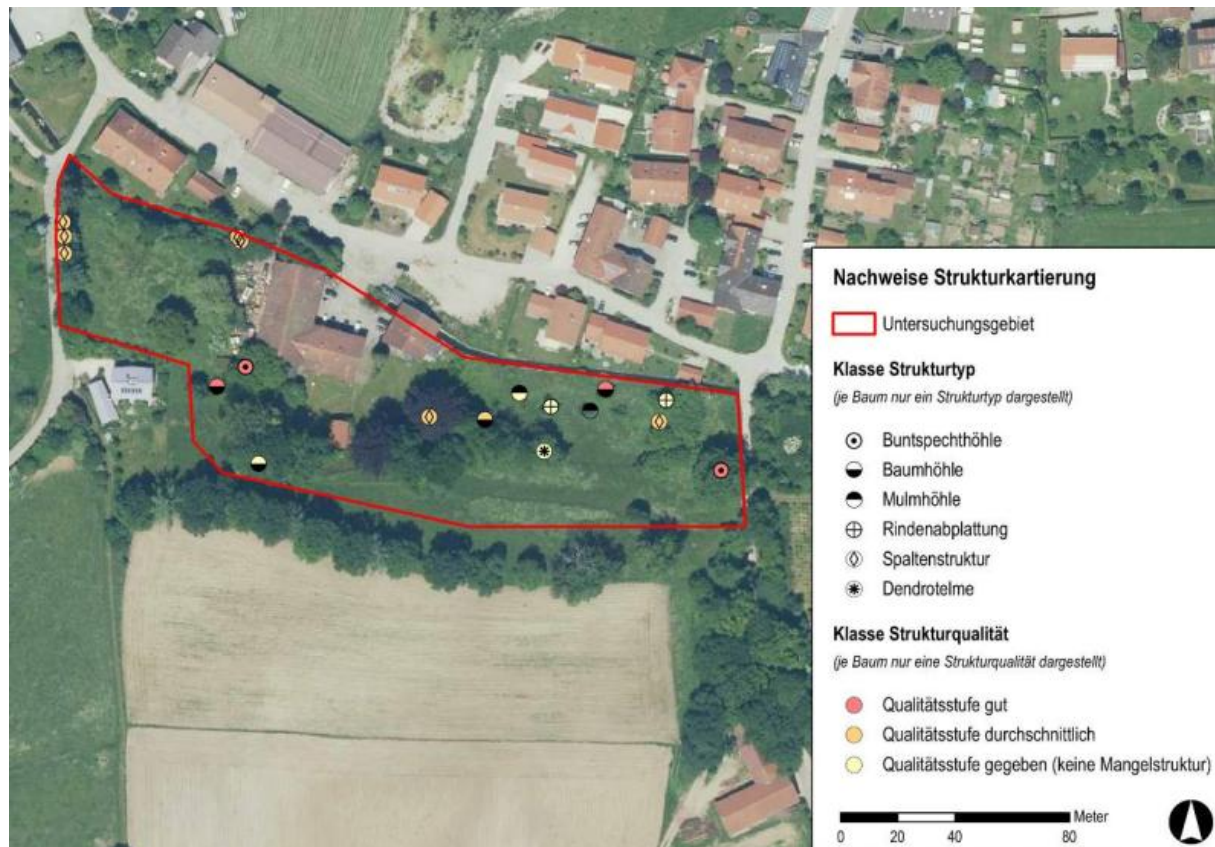 Nachweise Strukturkartierung
Untersuchungsgebiet
Klasse Strukturtyp
(je Baum nur ein Strukturtyp dargestellt)
Buntspechthöhle
Baumhöhle
Mulmhöhle
Rindenabplattung
Spaltenstruktur
Dendrotelme
Klasse Strukturqualität
(je Baum nur eine Strukturqualität dargestellt)
Qualitätsstufe gut
Qualitätsstufe durchschnittlich
Qualitätsstufe gegeben (keine Mangelstruktur)
Meter
0 20 40 80